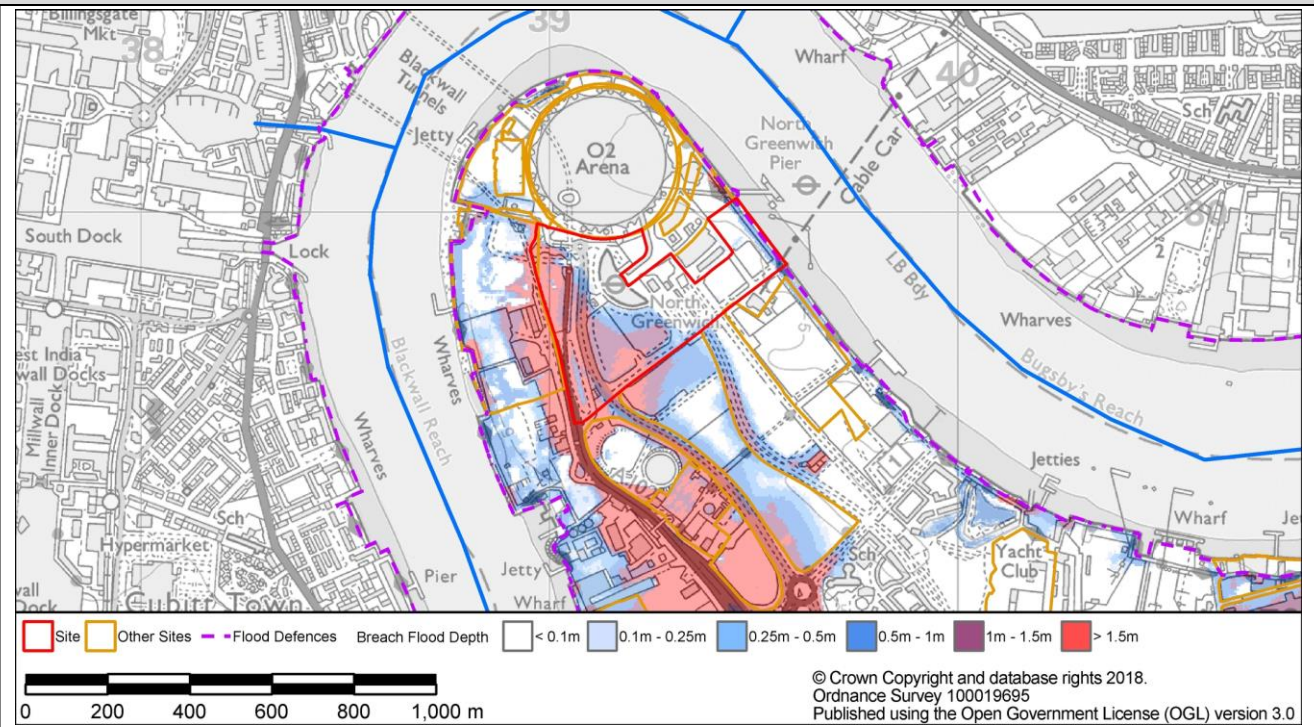 Billingsgate
Mkt
38
39
40
Blackwall
Tunnels
Wharf
Sch
Jetty
O2
Arena
North
Greenwich
Pier
Cable Car
80
South Dock
Lock
LB Bdy
North
Greenwich
Wharves
Bugsby's Reach
Millwall
Inner Dock
Wharves
Blackwall Reach
Wharves
Jetties
Sch
Hypermarket
Pier
Jetty
Wharf
Sch
Yacht
Club
Wharf
Cubitt Town
Site
Other Sites
Flood Defences
Breach Flood Depth
< 0.1m
0.1m - 0.25m
0.25m - 0.5m
0.5m - 1m
1m - 1.5m
> 1.5m
0 200 400 600 800 1,000 m
© Crown Copyright and database rights 2018.
Ordnance Survey 100019695
Published using the Open Government License (OGL) version 3.0